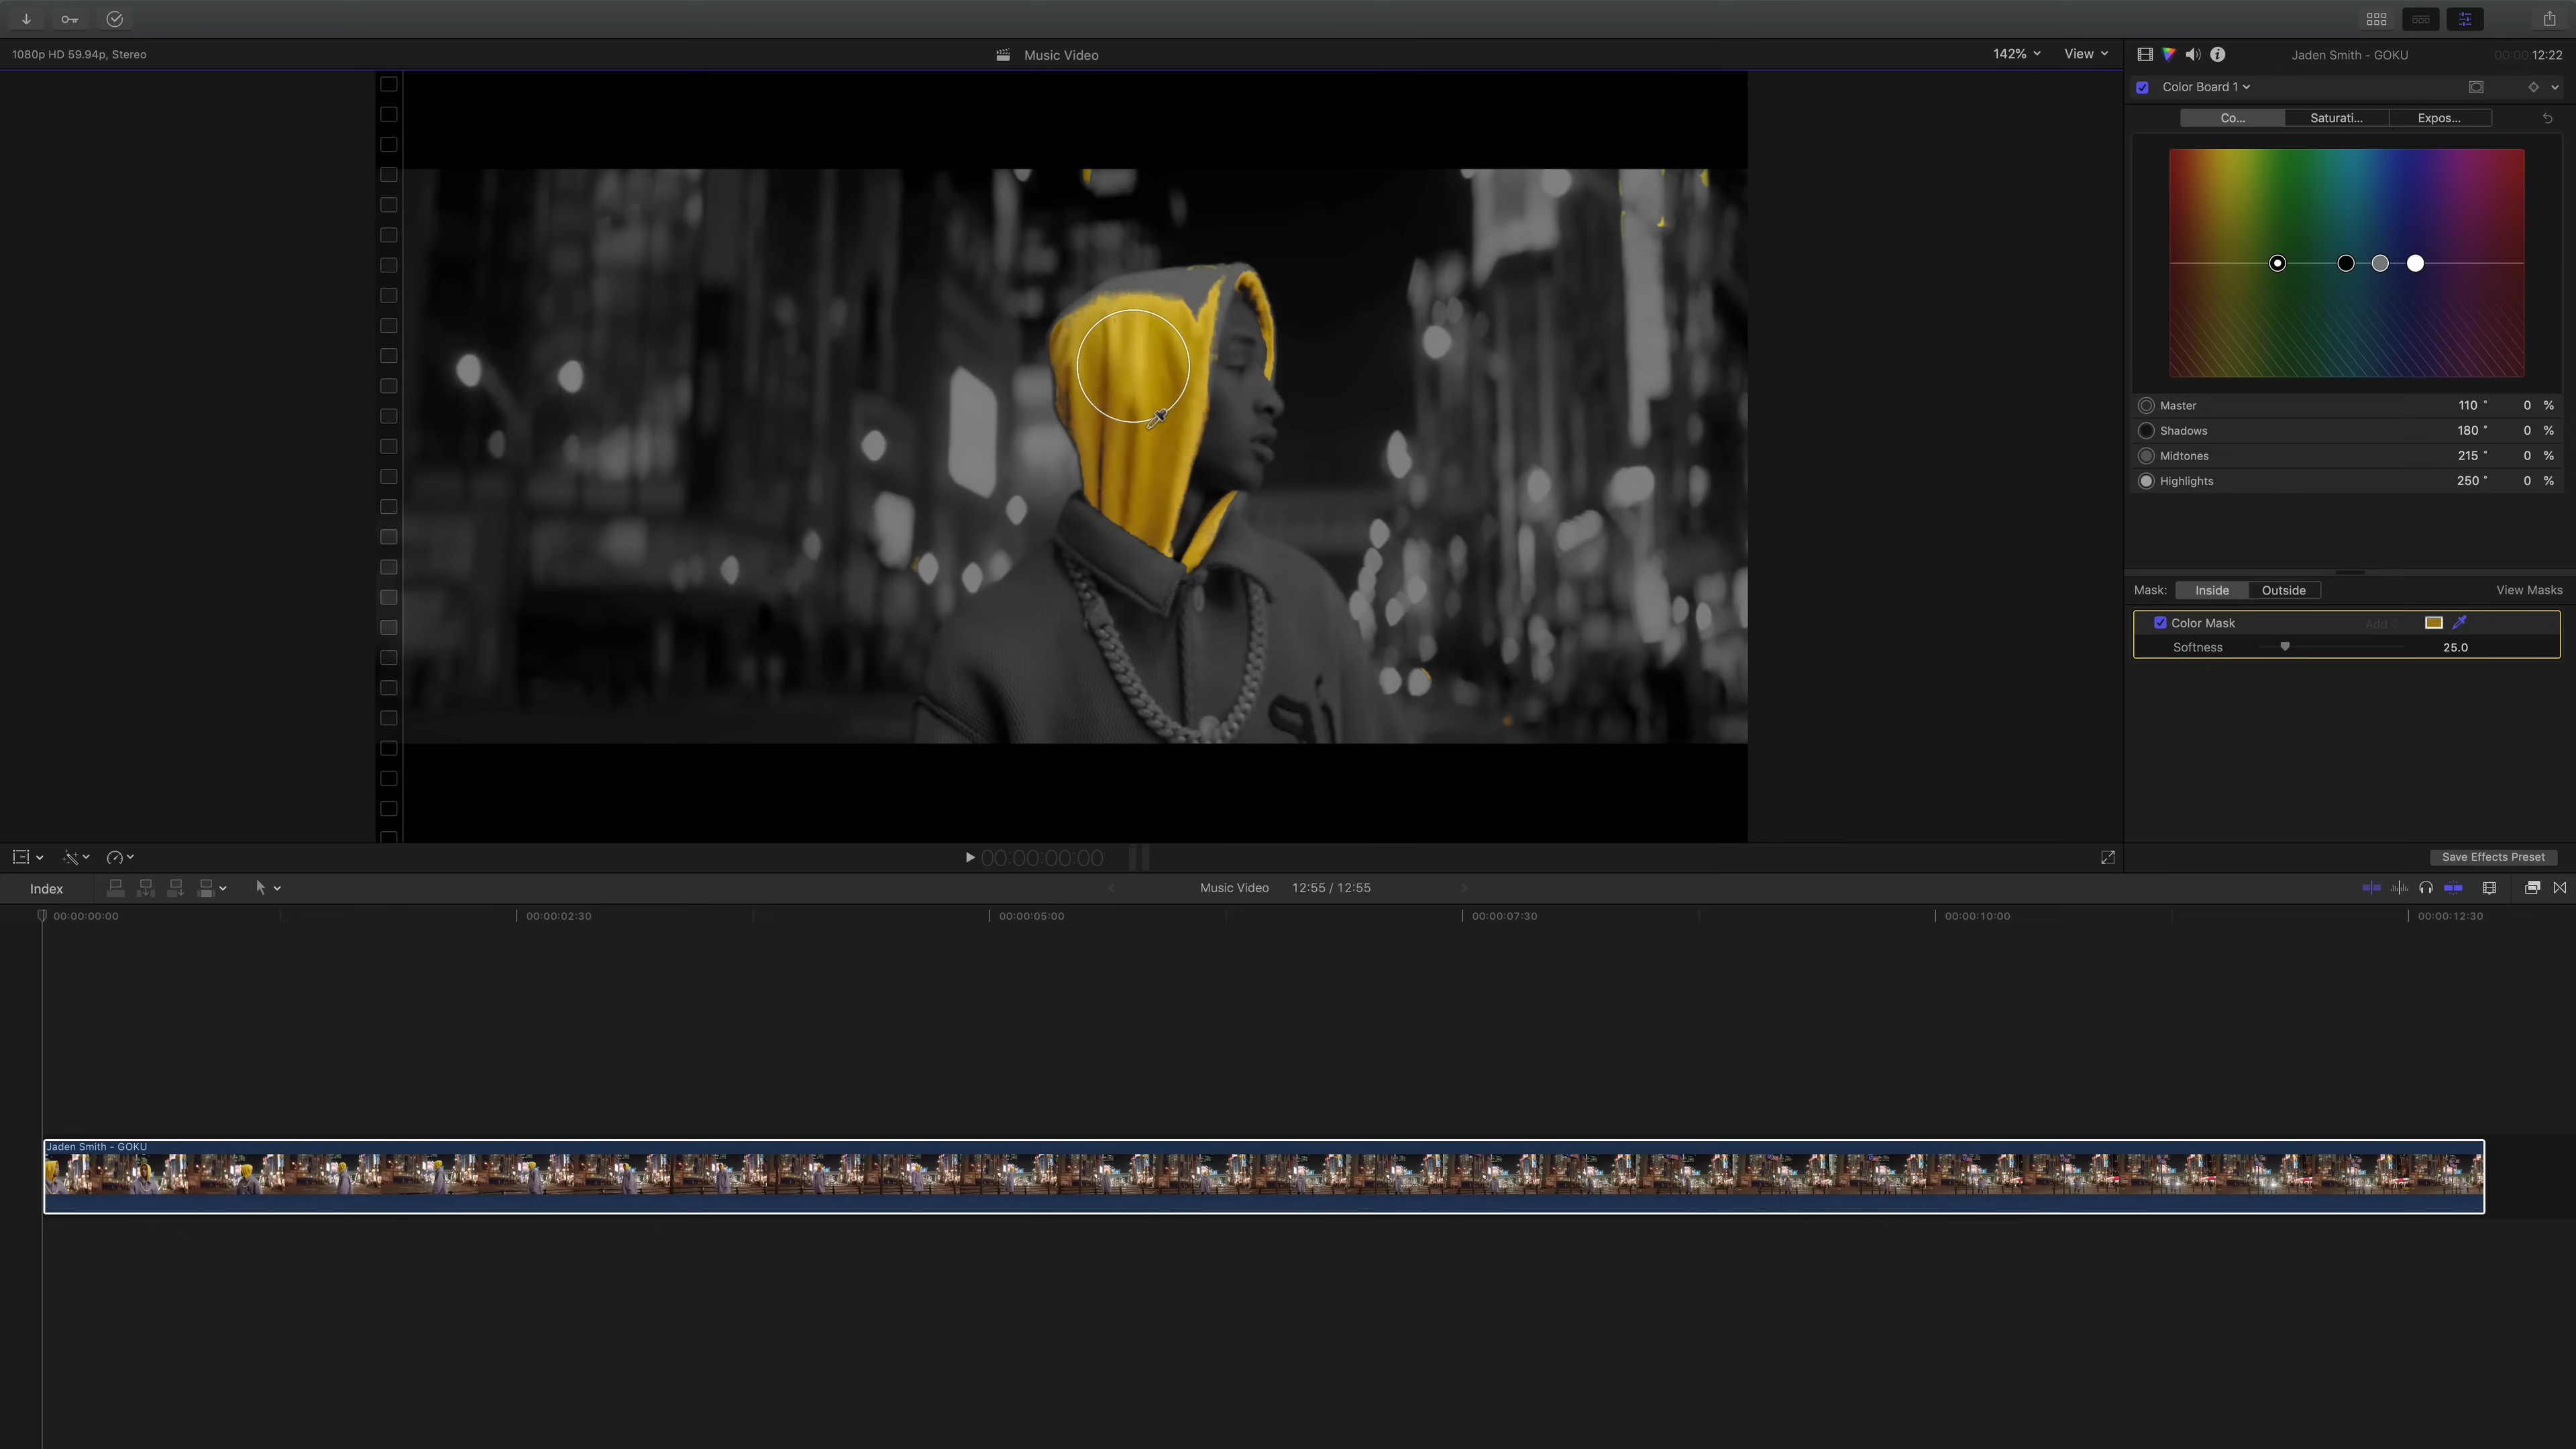 1080p HD 59.94p, Stereo
Music Video
142%
View
Jaden Smith - GOKU
00:00:12:22
Color Board 1
Co...
Saturati...
Expos...
Master 110 ° 0 %
Shadows 180 ° 0 %
Midtones 215 ° 0 %
Highlights 250 ° 0 %
Mask: Inside Outside View Masks
Color Mask Add
Softness 25.0
00:00:00:00
Save Effects Preset
Index
Music Video 12:55 / 12:55
00:00:00:00 00:00:02:30 00:00:05:00 00:00:07:30 00:00:10:00 00:00:12:30
Jaden Smith - GOKU